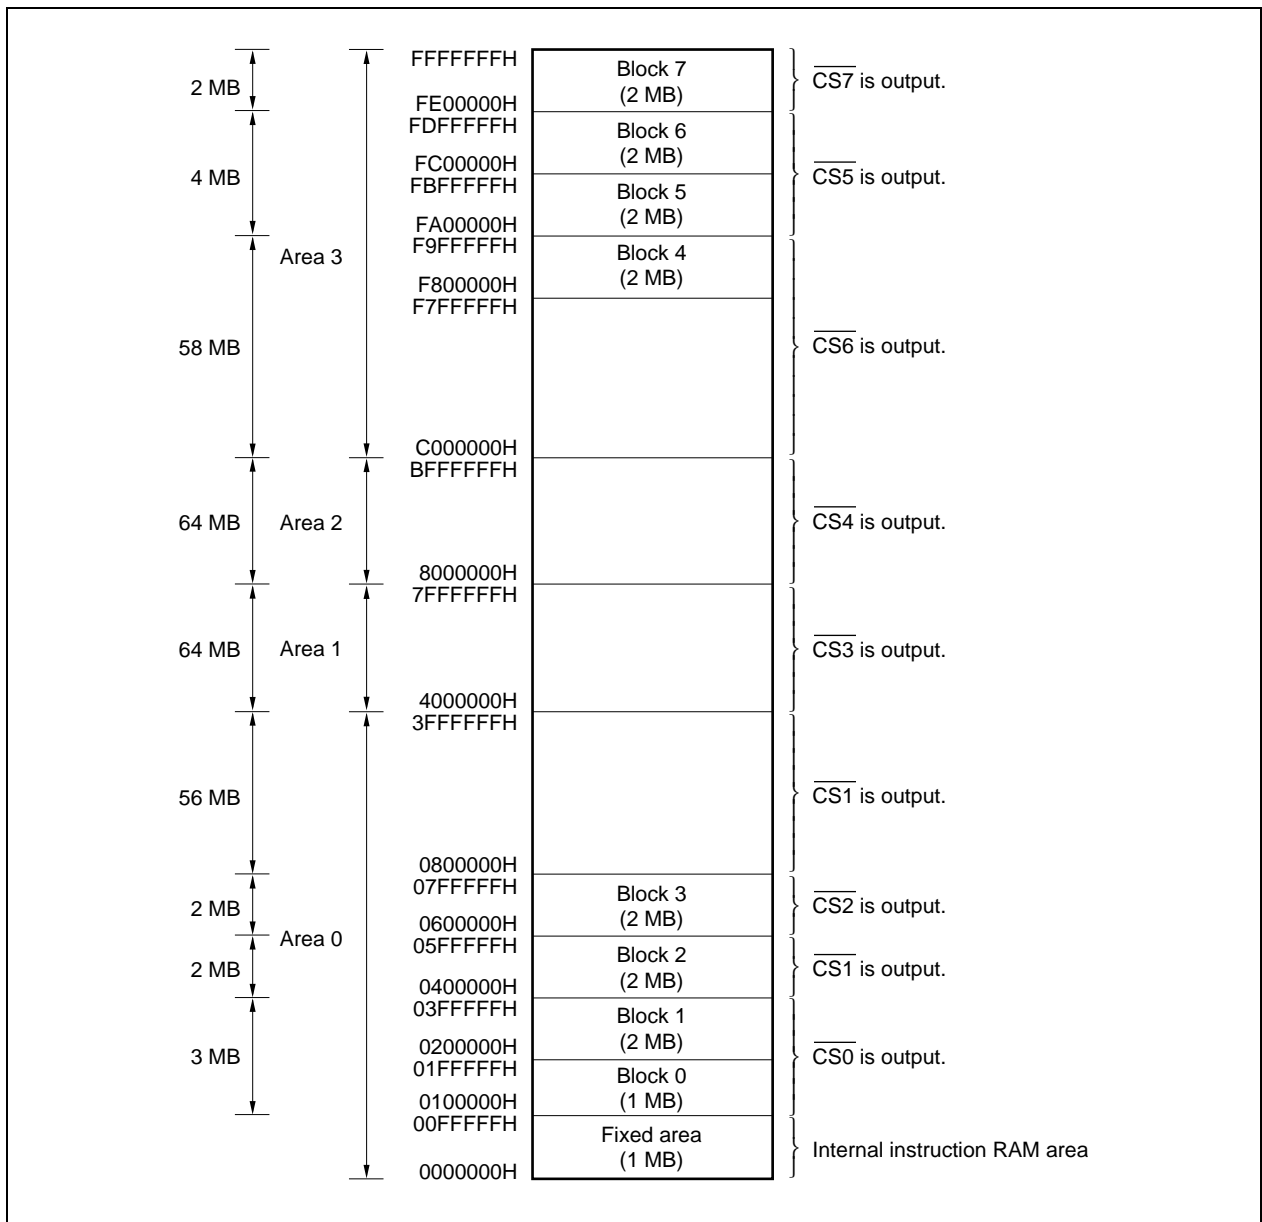 FFFFFFFH
Block 7
(2 MB)
2 MB
CS7 is output.
FE00000H
FDFFFFFH
Block 6
(2 MB)
FC00000H
FBFFFFFH
4 MB
CS5 is output.
Block 5
(2 MB)
FA00000H
F9FFFFFH
Area 3
Block 4
(2 MB)
F800000H
F7FFFFFH
58 MB
CS6 is output.
C000000H
BFFFFFFH
64 MB
Area 2
CS4 is output.
8000000H
7FFFFFFH
64 MB
Area 1
CS3 is output.
4000000H
3FFFFFFH
56 MB
CS1 is output.
0800000H
07FFFFFH
Block 3
(2 MB)
2 MB
CS2 is output.
0600000H
05FFFFFH
Area 0
Block 2
(2 MB)
2 MB
CS1 is output.
0400000H
03FFFFFH
Block 1
(2 MB)
0200000H
01FFFFFH
3 MB
CS0 is output.
Block 0
(1 MB)
0100000H
00FFFFFH
Fixed area
(1 MB)
Internal instruction RAM area
0000000H